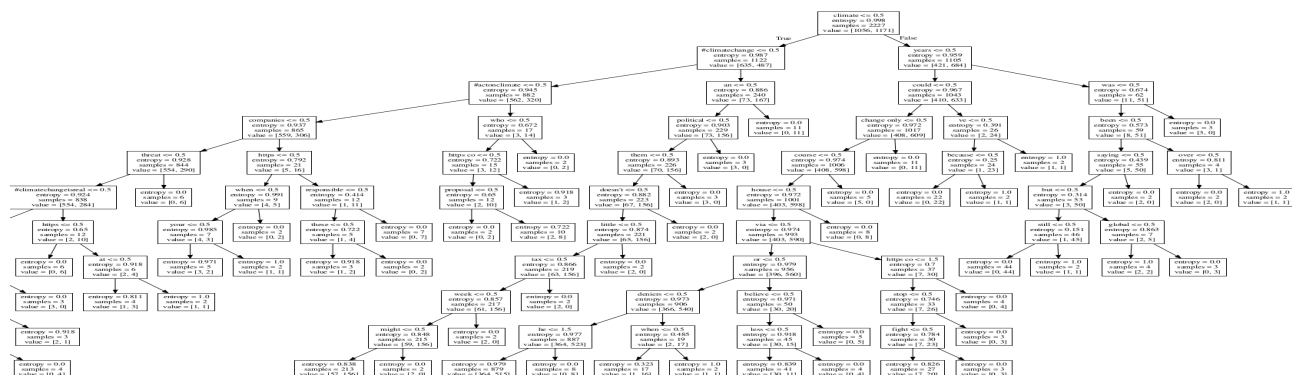 climate <= 0.5
entropy = 0.998
samples = 2227
value = [1056, 1171]
True
False
#climatechange <= 0.5
entropy = 0.987
samples = 1122
value = [635, 487]
years <= 0.5
entropy = 0.959
samples = 1105
value = [421, 684]
#actonclimate <= 0.5
entropy = 0.945
samples = 882
value = [562, 320]
an <= 0.5
entropy = 0.886
samples = 240
value = [73, 167]
could <= 0.5
entropy = 0.967
samples = 1043
value = [410, 633]
was <= 0.5
entropy = 0.674
samples = 62
value = [11, 51]
companies <= 0.5
entropy = 0.937
samples = 865
value = [559, 306]
who <= 0.5
entropy = 0.672
samples = 17
value = [3, 14]
political <= 0.5
entropy = 0.903
samples = 229
value = [73, 156]
entropy = 0.0
samples = 11
value = [0, 11]
change only <= 0.5
entropy = 0.972
samples = 1017
value = [408, 609]
ve <= 0.5
entropy = 0.391
samples = 26
value = [2, 24]
been <= 0.5
entropy = 0.573
samples = 59
value = [8, 51]
entropy = 0.0
samples = 3
value = [3, 0]
threat <= 0.5
entropy = 0.928
samples = 844
value = [554, 290]
https <= 0.5
entropy = 0.792
samples = 21
value = [5, 16]
https co <= 0.5
entropy = 0.722
samples = 15
value = [3, 12]
entropy = 0.0
samples = 2
value = [0, 2]
them <= 0.5
entropy = 0.893
samples = 226
value = [70, 156]
entropy = 0.0
samples = 3
value = [3, 0]
course <= 0.5
entropy = 0.974
samples = 1006
value = [408, 598]
entropy = 0.0
samples = 11
value = [0, 11]
because <= 0.5
entropy = 0.25
samples = 24
value = [1, 23]
entropy = 1.0
samples = 2
value = [1, 1]
saying <= 0.5
entropy = 0.439
samples = 55
value = [5, 50]
over <= 0.5
entropy = 0.811
samples = 4
value = [3, 1]
entropy = 0.924
samples = 838
value = [554, 284]
entropy = 0.0
samples = 6
value = [0, 6]
when <= 0.5
entropy = 0.991
samples = 9
value = [4, 5]
responsible <= 0.5
entropy = 0.414
samples = 12
value = [1, 11]
proposal <= 0.5
entropy = 0.65
samples = 12
value = [2, 10]
entropy = 0.918
samples = 3
value = [1, 2]
doesn't <= 0.5
entropy = 0.882
samples = 223
value = [67, 156]
entropy = 0.0
samples = 3
value = [3, 0]
house <= 0.5
entropy = 0.972
samples = 1001
value = [403, 598]
entropy = 0.0
samples = 5
value = [5, 0]
entropy = 0.0
samples = 22
value = [0, 22]
entropy = 1.0
samples = 2
value = [1, 1]
but <= 0.5
entropy = 0.314
samples = 53
value = [3, 50]
entropy = 0.0
samples = 2
value = [2, 0]
entropy = 0.0
samples = 2
value = [2, 0]
entropy = 1.0
samples = 2
value = [1, 1]
https <= 0.5
entropy = 0.65
samples = 12
value = [2, 10]
your <= 0.5
entropy = 0.985
samples = 7
value = [4, 3]
entropy = 0.0
samples = 2
value = [0, 2]
entropy = 0.722
samples = 5
value = [1, 4]
entropy = 0.0
samples = 7
value = [0, 7]
entropy = 0.0
samples = 2
value = [0, 2]
entropy = 0.722
samples = 10
value = [2, 8]
little <= 0.5
entropy = 0.874
samples = 221
value = [65, 156]
entropy = 0.0
samples = 2
value = [2, 0]
via <= 0.5
entropy = 0.974
samples = 993
value = [403, 590]
entropy = 0.0
samples = 8
value = [0, 8]
still <= 0.5
entropy = 0.151
samples = 46
value = [1, 45]
global <= 0.5
entropy = 0.863
samples = 7
value = [2, 5]
entropy = 0.0
samples = 6
value = [0, 6]
at <= 0.5
entropy = 0.918
samples = 6
value = [2, 4]
entropy = 0.971
samples = 5
value = [3, 2]
entropy = 1.0
samples = 2
value = [1, 1]
entropy = 0.918
samples = 3
value = [1, 2]
entropy = 0.0
samples = 2
value = [0, 2]
tax <= 0.5
entropy = 0.866
samples = 219
value = [63, 156]
entropy = 0.0
samples = 2
value = [2, 0]
or <= 0.5
entropy = 0.979
samples = 956
value = [396, 560]
https co <= 1.5
entropy = 0.7
samples = 37
value = [7, 30]
entropy = 0.0
samples = 44
value = [0, 44]
entropy = 1.0
samples = 2
value = [1, 1]
entropy = 1.0
samples = 4
value = [2, 2]
entropy = 0.0
samples = 3
value = [0, 3]
entropy = 0.0
samples = 3
value = [3, 0]
entropy = 0.811
samples = 4
value = [1, 3]
entropy = 1.0
samples = 2
value = [1, 1]
week <= 0.5
entropy = 0.857
samples = 217
value = [61, 156]
entropy = 0.0
samples = 2
value = [2, 0]
deniers <= 0.5
entropy = 0.973
samples = 906
value = [366, 540]
believe <= 0.5
entropy = 0.971
samples = 50
value = [30, 20]
stop <= 0.5
entropy = 0.746
samples = 33
value = [7, 26]
entropy = 0.0
samples = 4
value = [0, 4]
entropy = 0.918
samples = 3
value = [2, 1]
might <= 0.5
entropy = 0.848
samples = 215
value = [59, 156]
entropy = 0.0
samples = 2
value = [2, 0]
he <= 1.5
entropy = 0.977
samples = 887
value = [364, 523]
when <= 0.5
entropy = 0.485
samples = 19
value = [2, 17]
less <= 0.5
entropy = 0.918
samples = 45
value = [30, 15]
entropy = 0.0
samples = 5
value = [0, 5]
fight <= 0.5
entropy = 0.784
samples = 30
value = [7, 23]
entropy = 0.0
samples = 3
value = [0, 3]
entropy = 0.0
samples = 4
value = [0, 4]
entropy = 0.838
samples = 213
value = [57, 156]
entropy = 0.0
samples = 2
value = [2, 0]
entropy = 0.979
samples = 879
value = [364, 515]
entropy = 0.0
samples = 8
value = [0, 8]
entropy = 0.323
samples = 17
value = [1, 16]
entropy = 1.0
samples = 2
value = [1, 1]
entropy = 0.839
samples = 41
value = [30, 11]
entropy = 0.0
samples = 4
value = [0, 4]
entropy = 0.826
samples = 27
value = [7, 20]
entropy = 0.0
samples = 3
value = [0, 3]